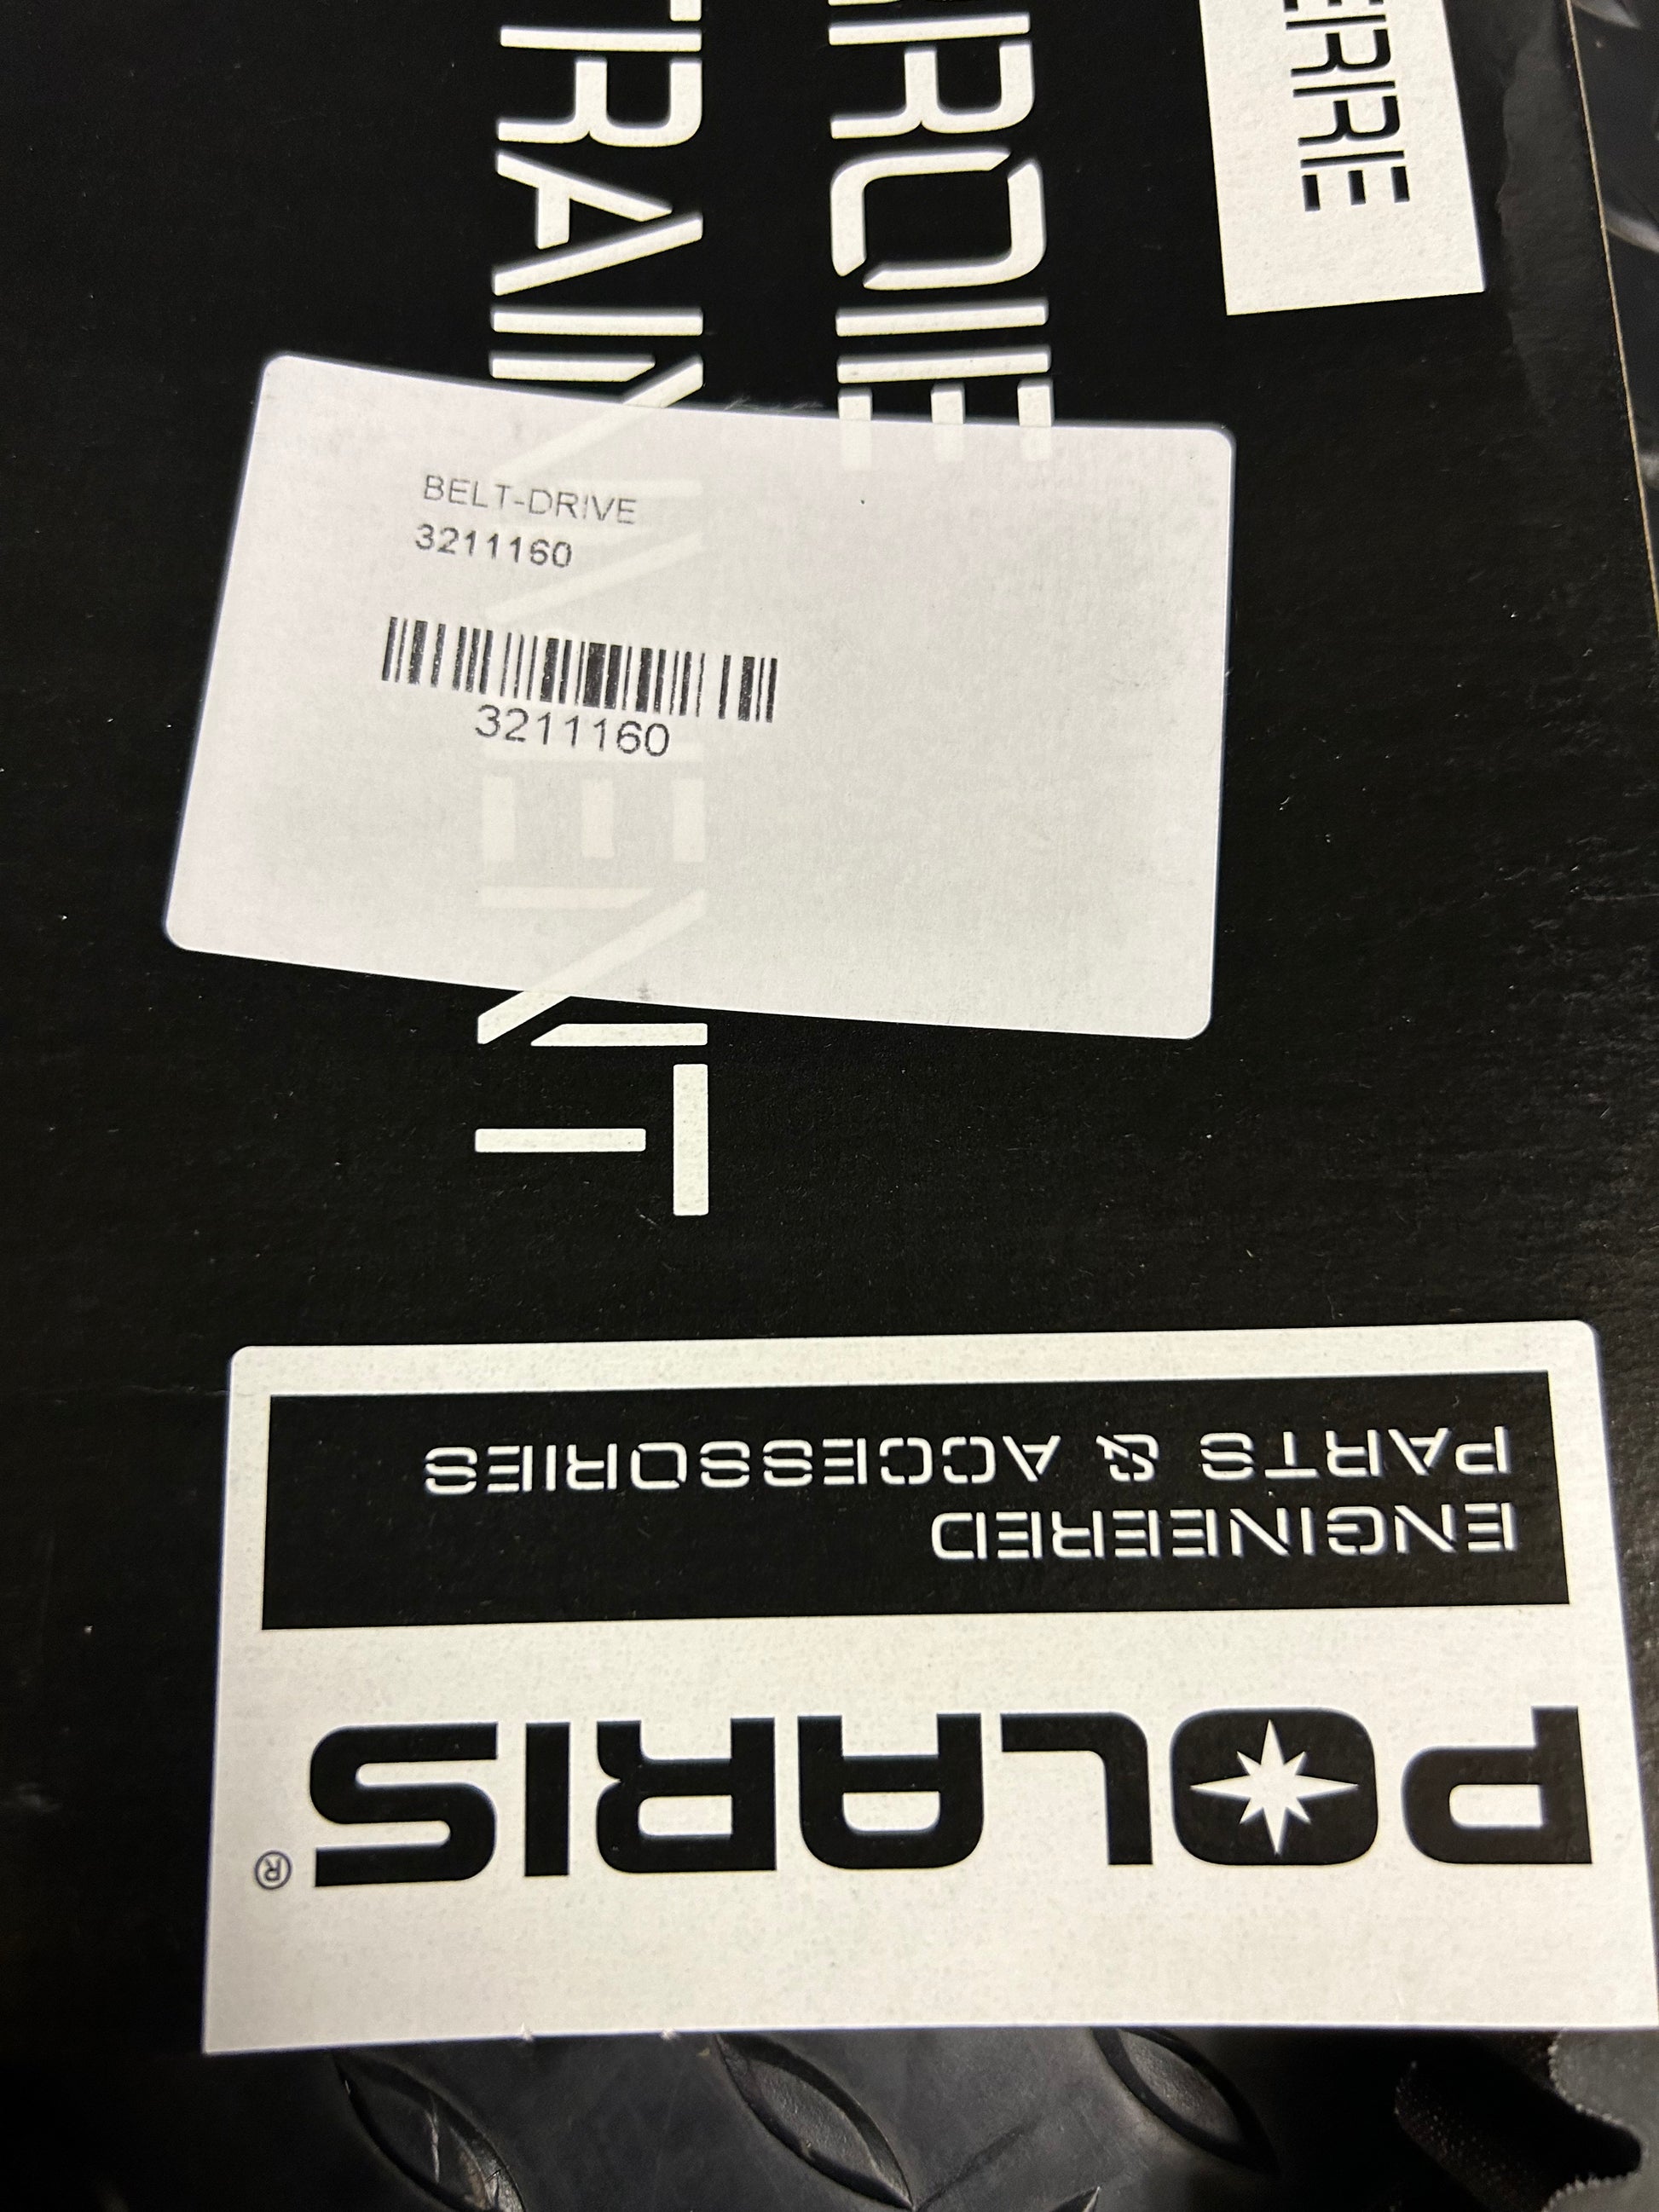 BELT-DRIVE
3211160
3211160
ENGINEERED
PARTS & ACCESSORIES
POLARIS®